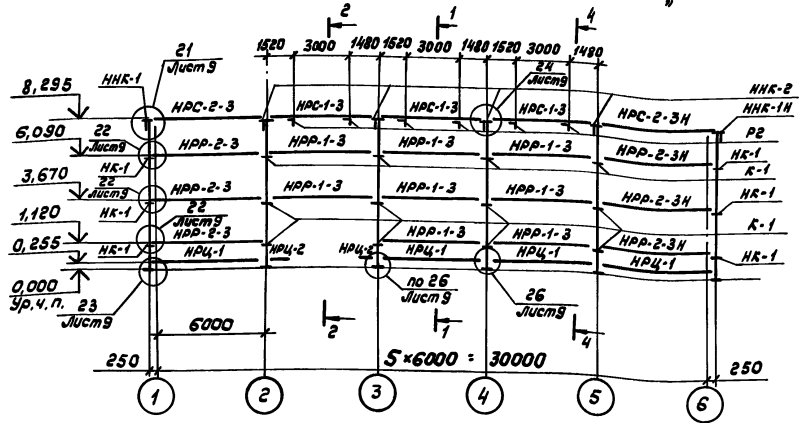 2 1 4
1520 3000 1480 1520 3000 1480 1520 3000 1480
21
Лист 9
24
Лист 9
ННК-1
ННК-2
8,295
НРС-2-3 НРС-1-3 НРС-1-3 НРС-1-3 НРС-2-3Н
ННК-1Н
Р2
6,090
22
Лист 9
НРР-2-3 НРР-1-3 НРР-1-3 НРР-1-3 НРР-2-3Н
НК-1
НК-1
К-1
3,670
22
Лист 9
НРР-2-3 НРР-1-3 НРР-1-3 НРР-1-3 НРР-2-3Н
НК-1
НК-1
22
Лист 9
1,120
НРР-2-3 НРР-1-3 НРР-1-3 НРР-2-3Н
К-1
НК-1
НК-1
0,255
НРЦ-1 НРЦ-2 НРЦ-2 НРЦ-1 НРЦ-1 НРЦ-1
0,000
Ур.ч.п.
23
Лист 9
по 26
Лист 9
26
Лист 9
6000
2 1 4
250
5×6000 = 30000
250
1 2 3 4 5 6